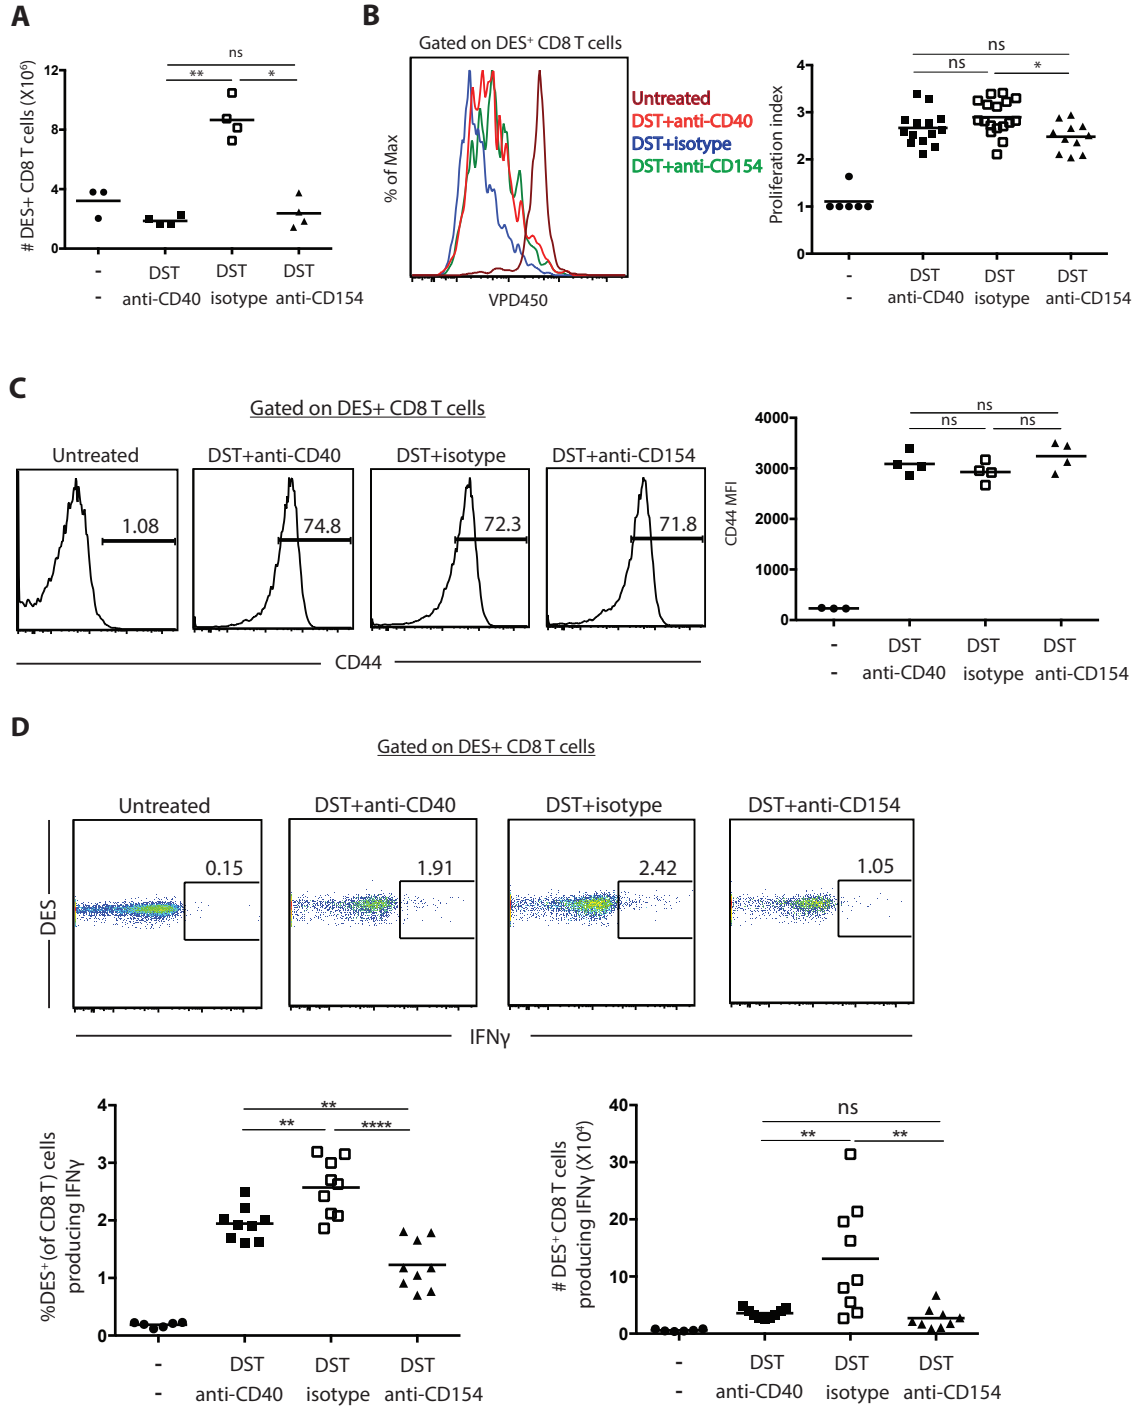 A
# DES+ CD8 T cells (X10⁶)
12
8
4
0
ns
** *
- DST DST DST
- anti-CD40 isotype anti-CD154
B
Gated on DES⁺ CD8 T cells
% of Max
VPD450
Untreated
DST+anti-CD40
DST+isotype
DST+anti-CD154
Proliferation index
4
3
2
1
0
ns
ns *
- DST DST DST
- anti-CD40 isotype anti-CD154
C
Gated on DES+ CD8 T cells
Untreated DST+anti-CD40 DST+isotype DST+anti-CD154
1.08 74.8 72.3 71.8
CD44
CD44 MFI
4000
3000
2000
1000
0
ns
ns ns
- DST DST DST
- anti-CD40 isotype anti-CD154
D
Gated on DES+ CD8 T cells
Untreated DST+anti-CD40 DST+isotype DST+anti-CD154
0.15 1.91 2.42 1.05
DES
IFNγ
%DES⁺ (of CD8 T) cells
producing IFNγ
4
3
2
1
0
**
** ****
- DST DST DST
- anti-CD40 isotype anti-CD154
# DES⁺ CD8 T cells
producing IFNγ (X10⁴)
40
30
20
10
0
ns
** **
- DST DST DST
- anti-CD40 isotype anti-CD154